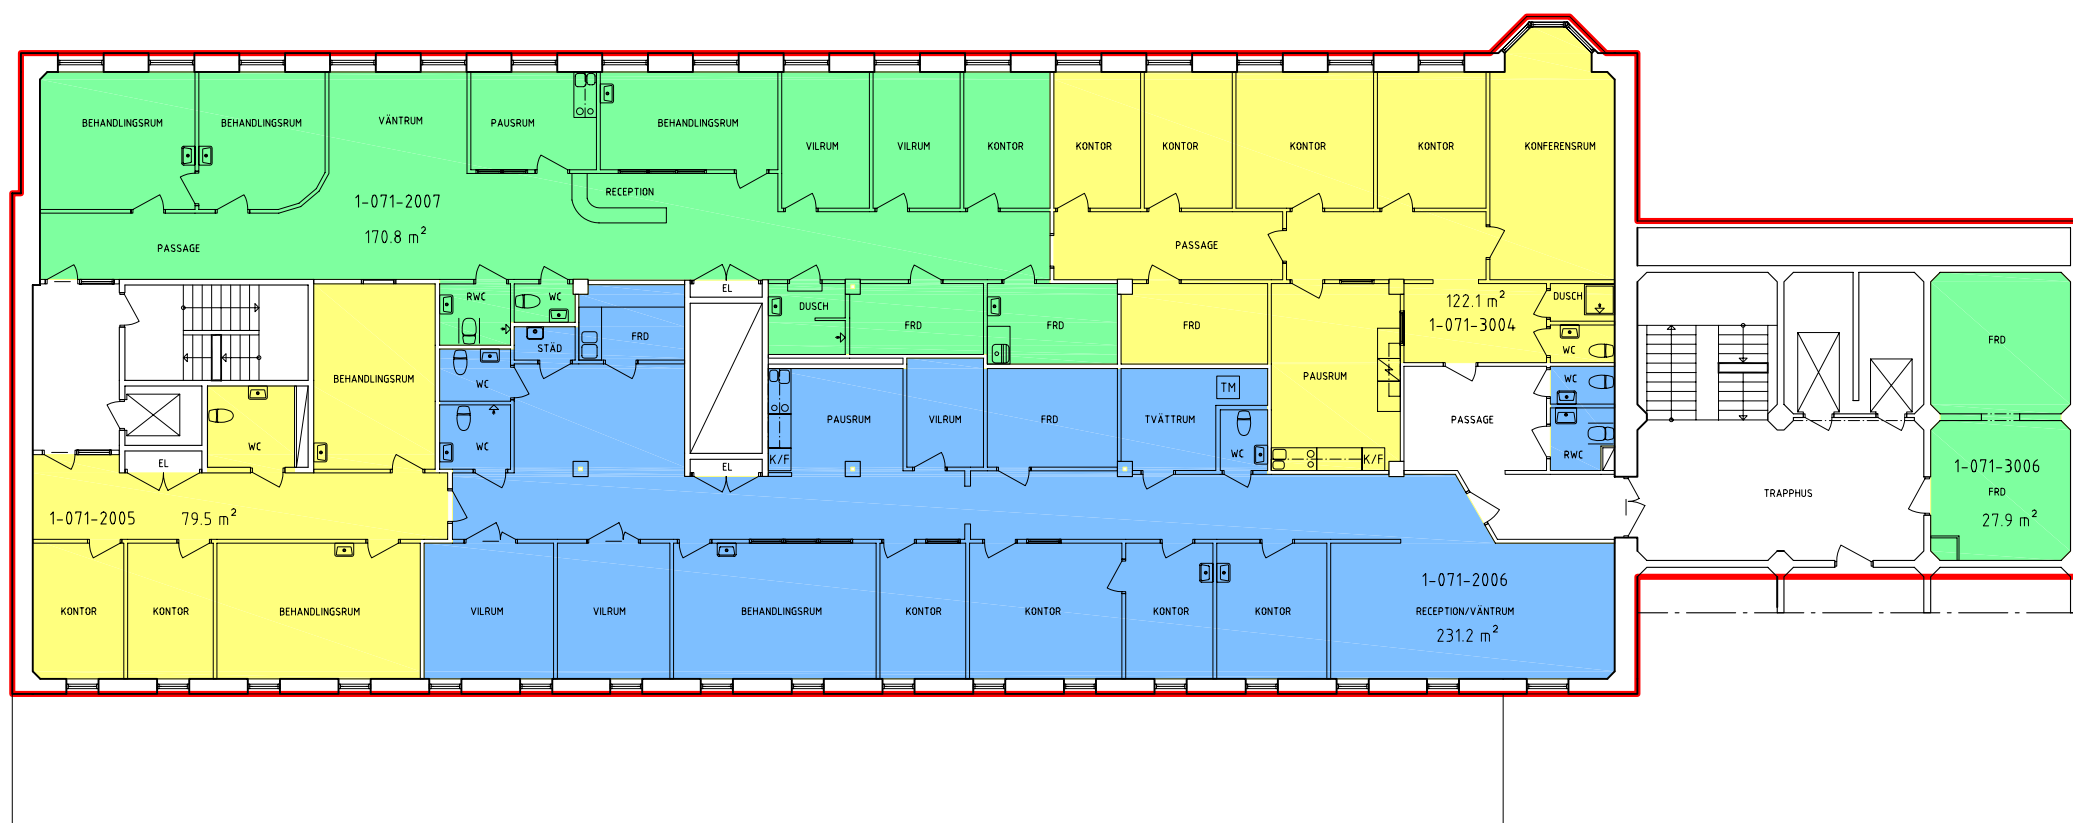 BEHANDLINGSRUM
BEHANDLINGSRUM
VÄNTRUM
PAUSRUM
BEHANDLINGSRUM
VILRUM
VILRUM
KONTOR
KONTOR
KONTOR
KONTOR
KONTOR
KONFERENSRUM
1-071-2007
170.8 m²
RECEPTION
PASSAGE
PASSAGE
RWC
WC
EL
DUSCH
FRD
FRD
FRD
122.1 m²
1-071-3004
DUSCH
WC
STÄD
FRD
FRD
BEHANDLINGSRUM
WC
WC
WC
EL
EL
PAUSRUM
K/F
VILRUM
FRD
TVÄTTRUM
TM
WC
PAUSRUM
K/F
PASSAGE
WC
RWC
1-071-3006
FRD
27.9 m²
TRAPPHUS
1-071-2005
79.5 m²
KONTOR
KONTOR
BEHANDLINGSRUM
VILRUM
VILRUM
BEHANDLINGSRUM
KONTOR
KONTOR
KONTOR
KONTOR
1-071-2006
RECEPTION/VÄNTRUM
231.2 m²